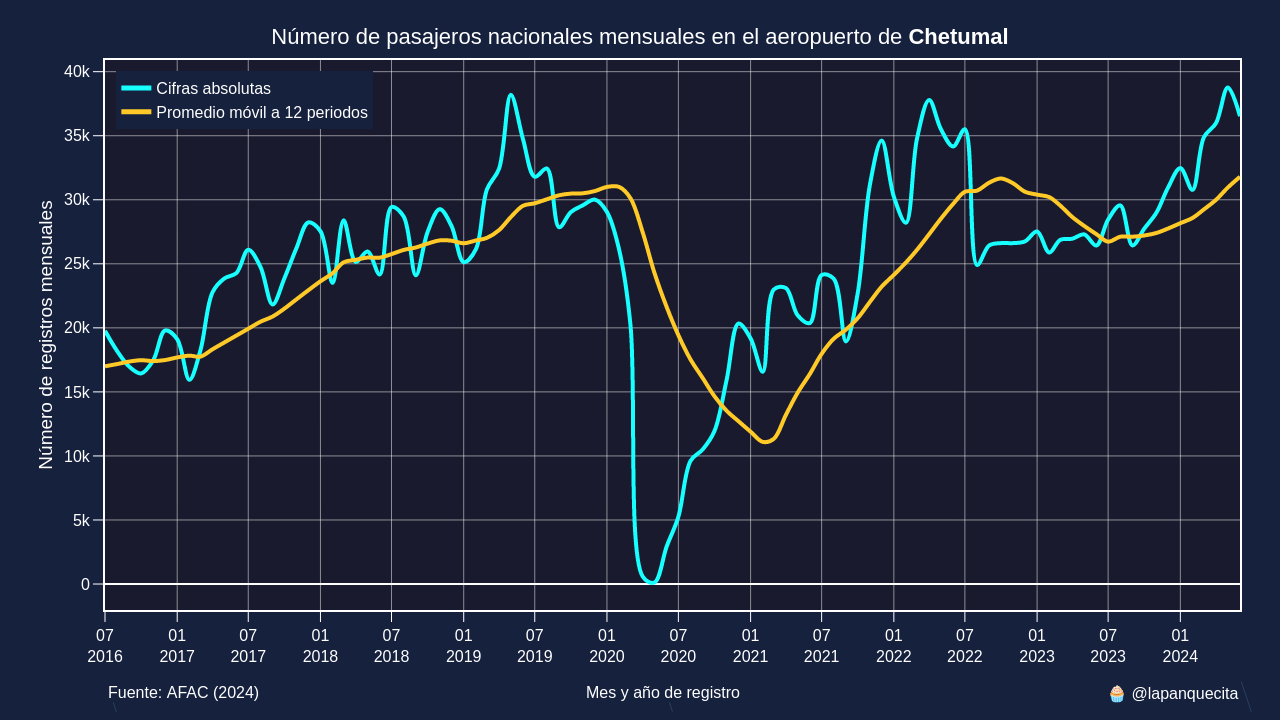 Número de pasajeros nacionales mensuales en el aeropuerto de Chetumal
Cifras absolutas
Promedio móvil a 12 periodos
Número de registros mensuales
40k
35k
30k
25k
20k
15k
10k
5k
0
07 01 07 01 07 01 07 01 07 01 07 01 07 01 07 01
2016 2017 2017 2018 2018 2019 2019 2020 2020 2021 2021 2022 2022 2023 2023 2024
Fuente: AFAC (2024) Mes y año de registro 🧁 @lapanquecita